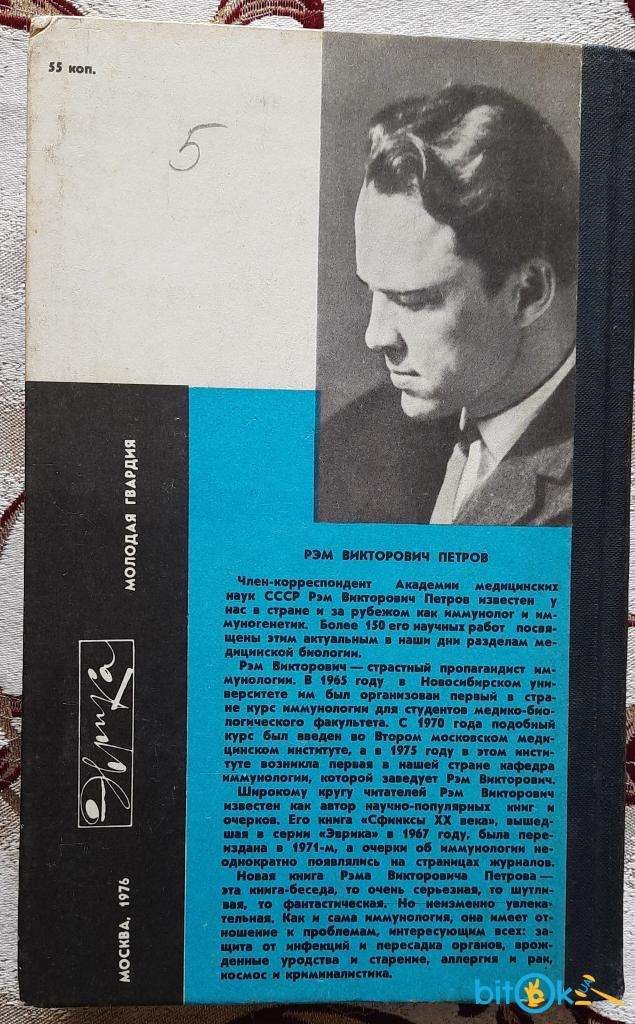 55 коп.
5
РЭМ ВИКТОРОВИЧ ПЕТРОВ
Член-корреспондент Академии медицинских
наук СССР Рэм Викторович Петров известен у
нас в стране и за рубежом как иммунолог и им-
муногенетик. Более 150 его научных работ посвя-
щены этим актуальным в наши дни разделам ме-
дицинской биологии.
Рэм Викторович — страстный пропагандист им-
мунологии. В 1965 году в Новосибирском уни-
верситете им был организован первый в стра-
не курс иммунологии для студентов медико-био-
логического факультета. С 1970 года подобный
курс был введен во Втором московском меди-
цинском институте, а в 1975 году в этом инсти-
туте возникла первая в нашей стране кафедра
иммунологии, которой заведует Рэм Викторович.
Широкому кругу читателей Рэм Викторович
известен как автор научно-популярных книг и
очерков. Его книга «Сфинксы XX века», вышед-
шая в серии «Эврика» в 1967 году, была пере-
издана в 1971-м, а очерки об иммунологии не-
однократно появлялись на страницах журналов.
Новая книга Рэма Викторовича Петрова —
эта книга-беседа, то очень серьезная, то шутли-
вая, то фантастическая. Но неизменно увлека-
тельная. Как и сама иммунология, она имеет от-
ношение к проблемам, интересующим всех: за-
щита от инфекций и пересадка органов, врож-
денные уродства и старение, аллергия и рак,
космос и криминалистика.
МОЛОДАЯ ГВАРДИЯ
Эврика
МОСКВА, 1976
bitok.ua